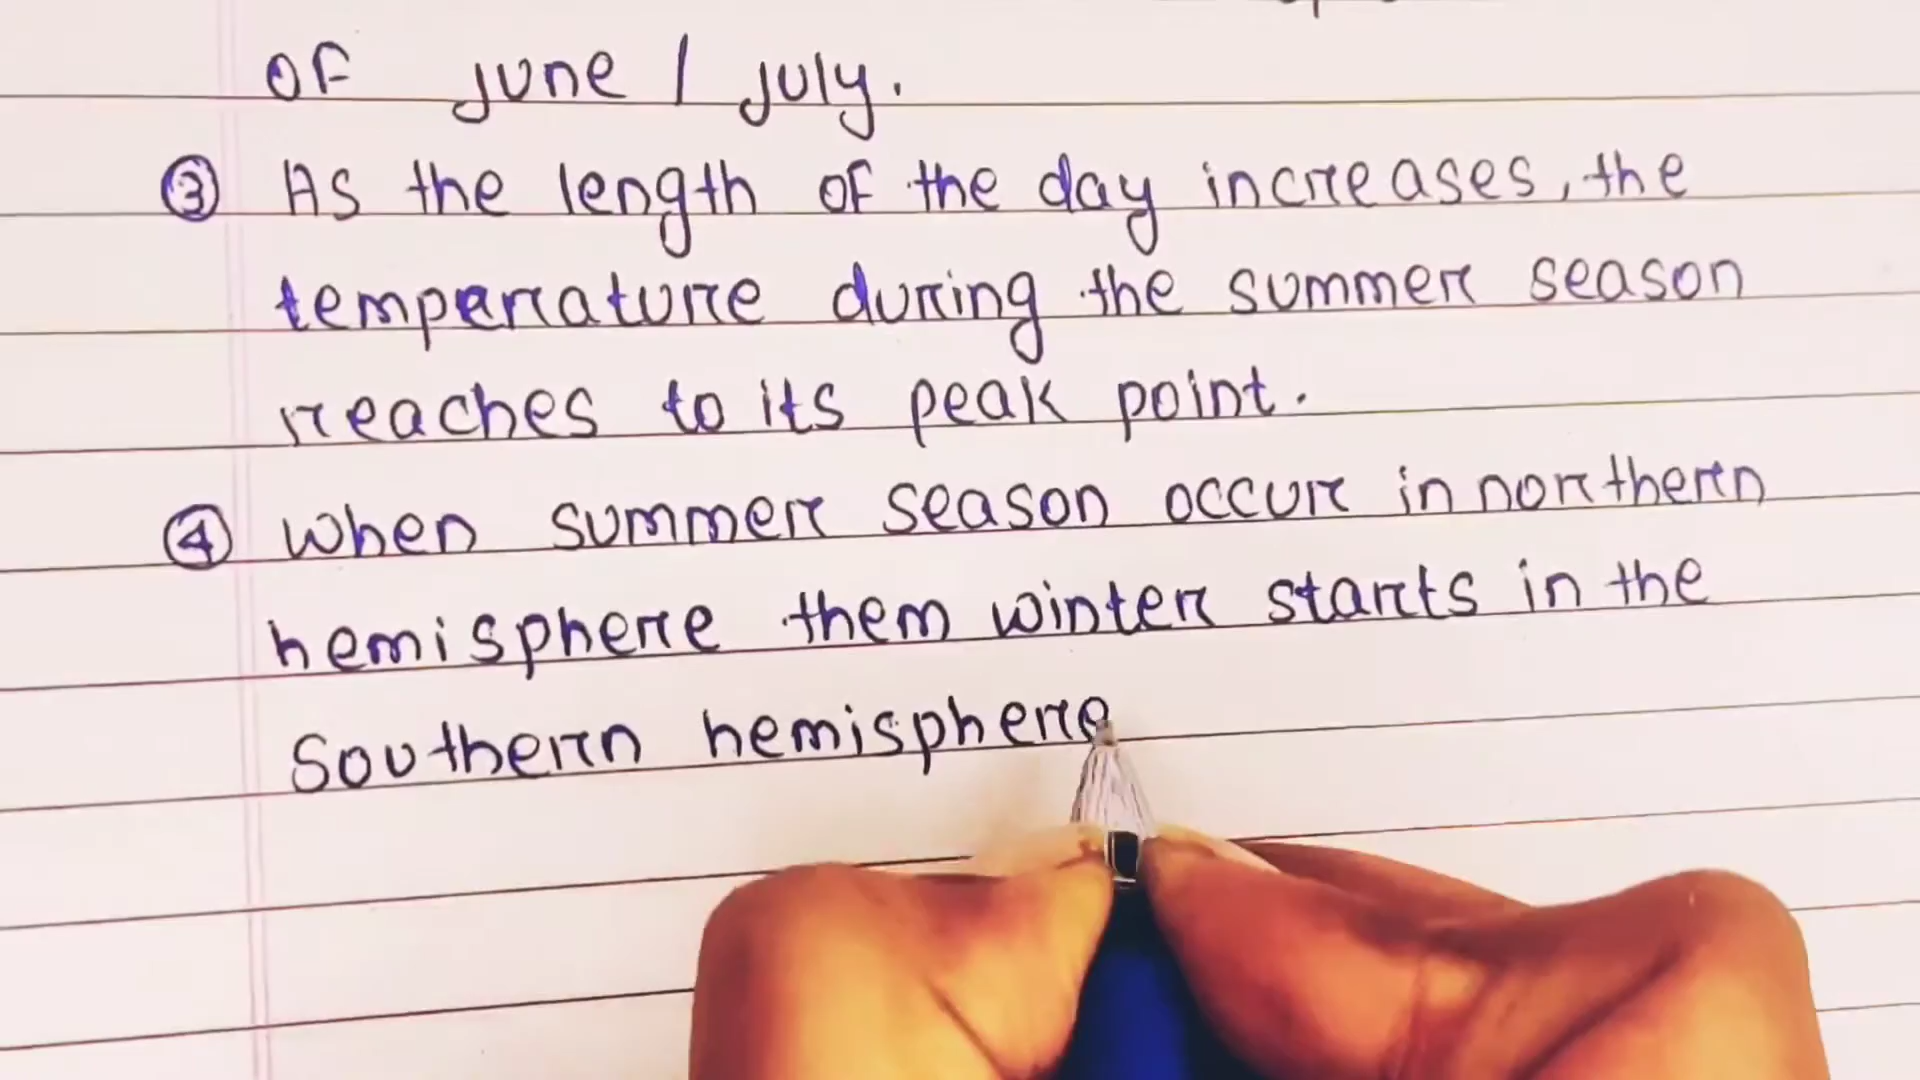 of june / july.
③ As the length of the day increases, the
temperature during the summer season
reaches to its peak point.
④ When summer season occur in northern
hemisphere them winter starts in the
Southern hemisphere